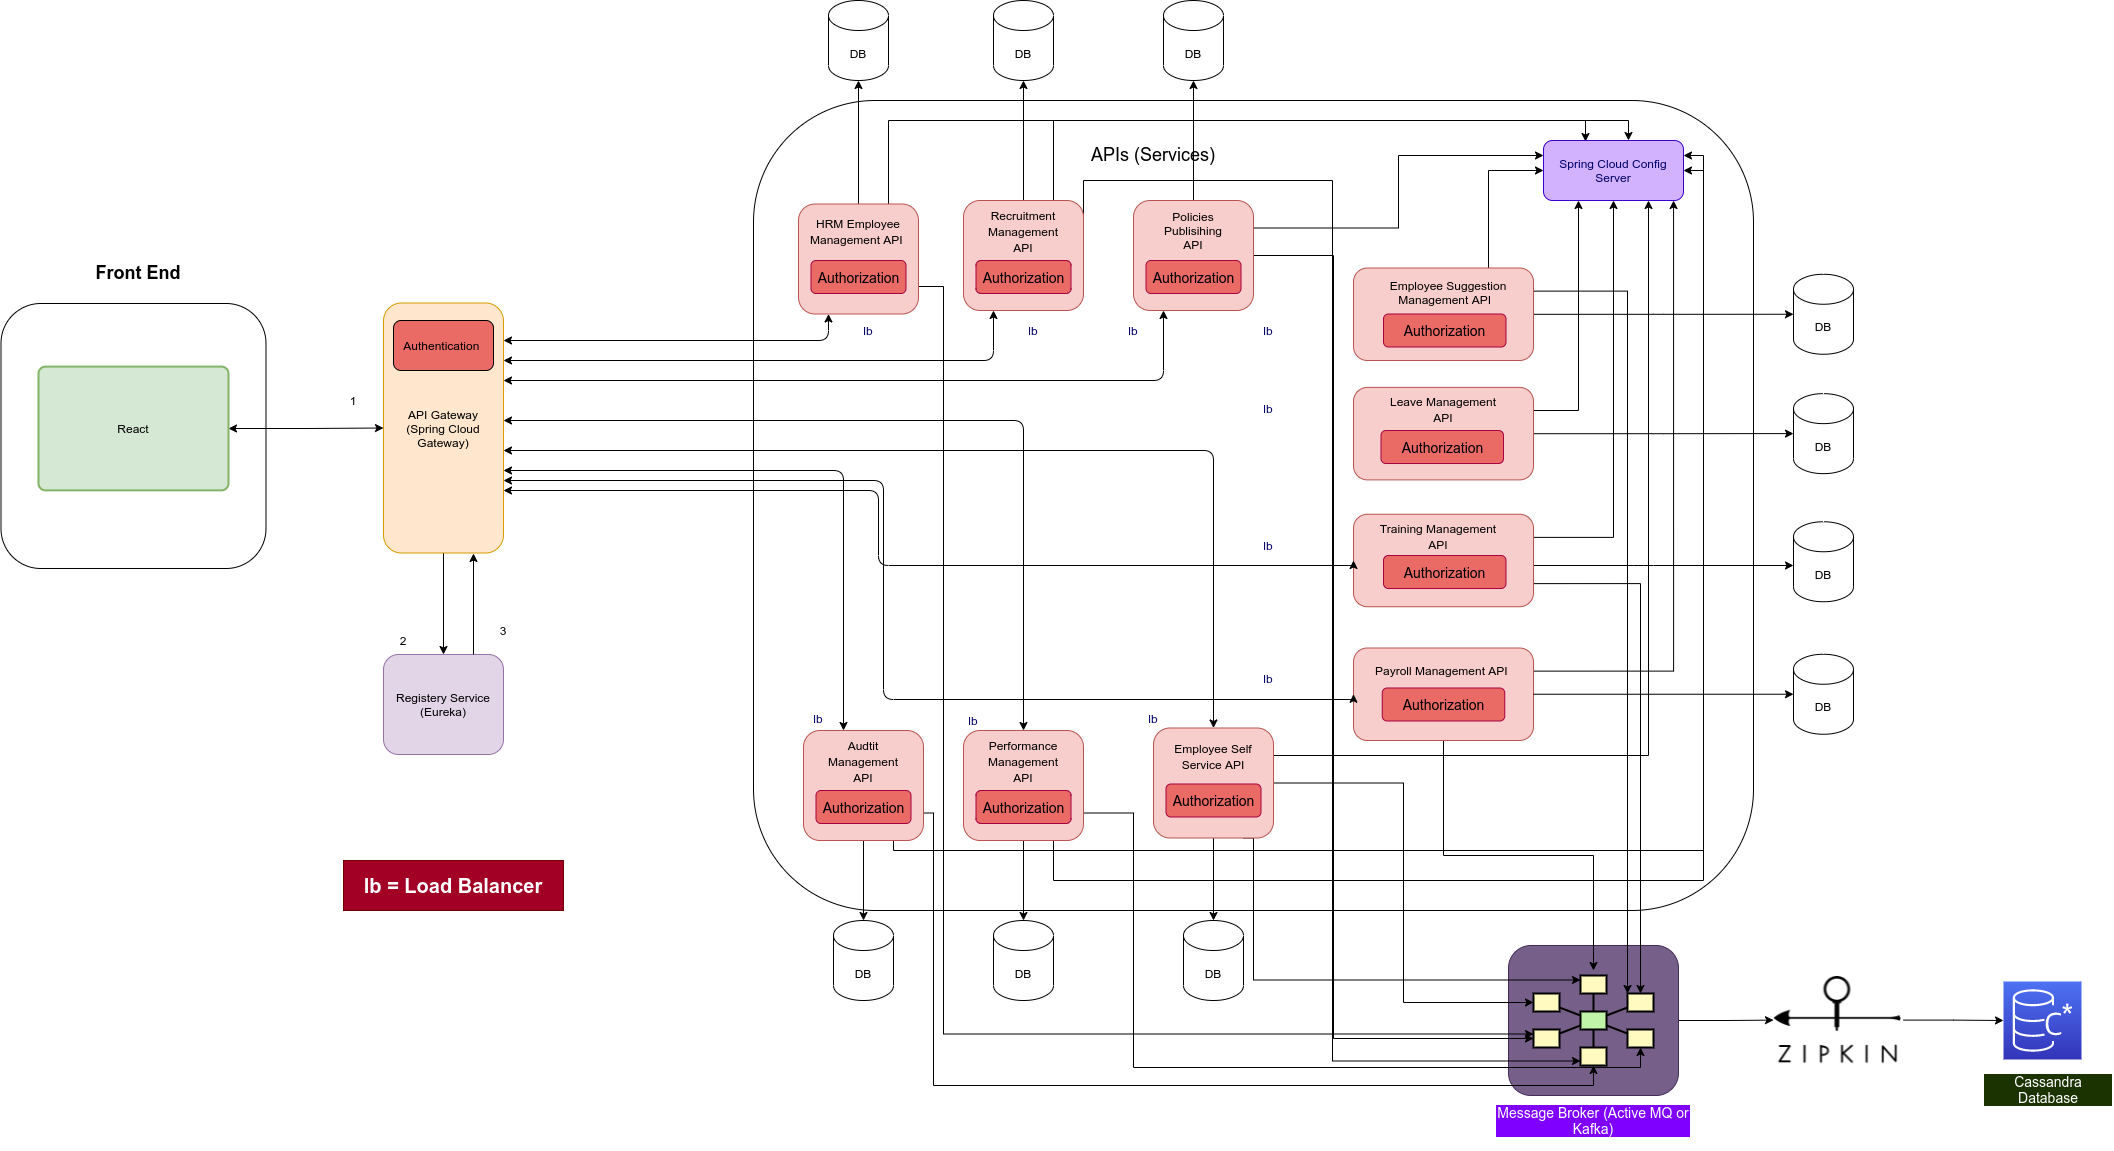 DB
DB
DB
APIs (Services)
Spring Cloud Config
Server
HRM Employee
Management API
Authorization
Recruitment
Management
API
Authorization
Policies
Publisihing
API
Authorization
lb
lb
lb
lb
Front End
React
1
Authentication
API Gateway
(Spring Cloud
Gateway)
2
3
Registery Service
(Eureka)
lb = Load Balancer
Employee Suggestion
Management API
Authorization
DB
lb
Leave Management
API
Authorization
DB
lb
Training Management
API
Authorization
DB
lb
Payroll Management API
Authorization
DB
lb
lb
lb
Audtit
Management
API
Authorization
Performance
Management
API
Authorization
Employee Self
Service API
Authorization
DB
DB
DB
Message Broker (Active MQ or
Kafka)
ZIPKIN
C*
Cassandra
Database